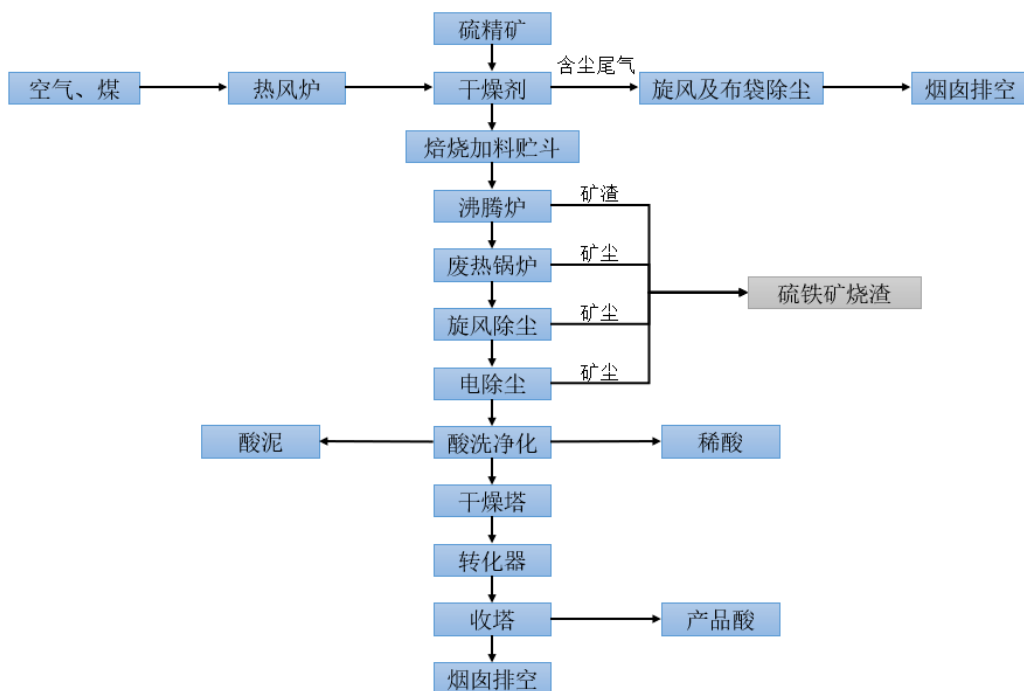 硫精矿
含尘尾气
空气、煤
热风炉
干燥剂
旋风及布袋除尘
烟囱排空
焙烧加料贮斗
沸腾炉
矿渣
废热锅炉
矿尘
硫铁矿烧渣
旋风除尘
矿尘
电除尘
矿尘
酸泥
酸洗净化
稀酸
干燥塔
转化器
收塔
产品酸
烟囱排空